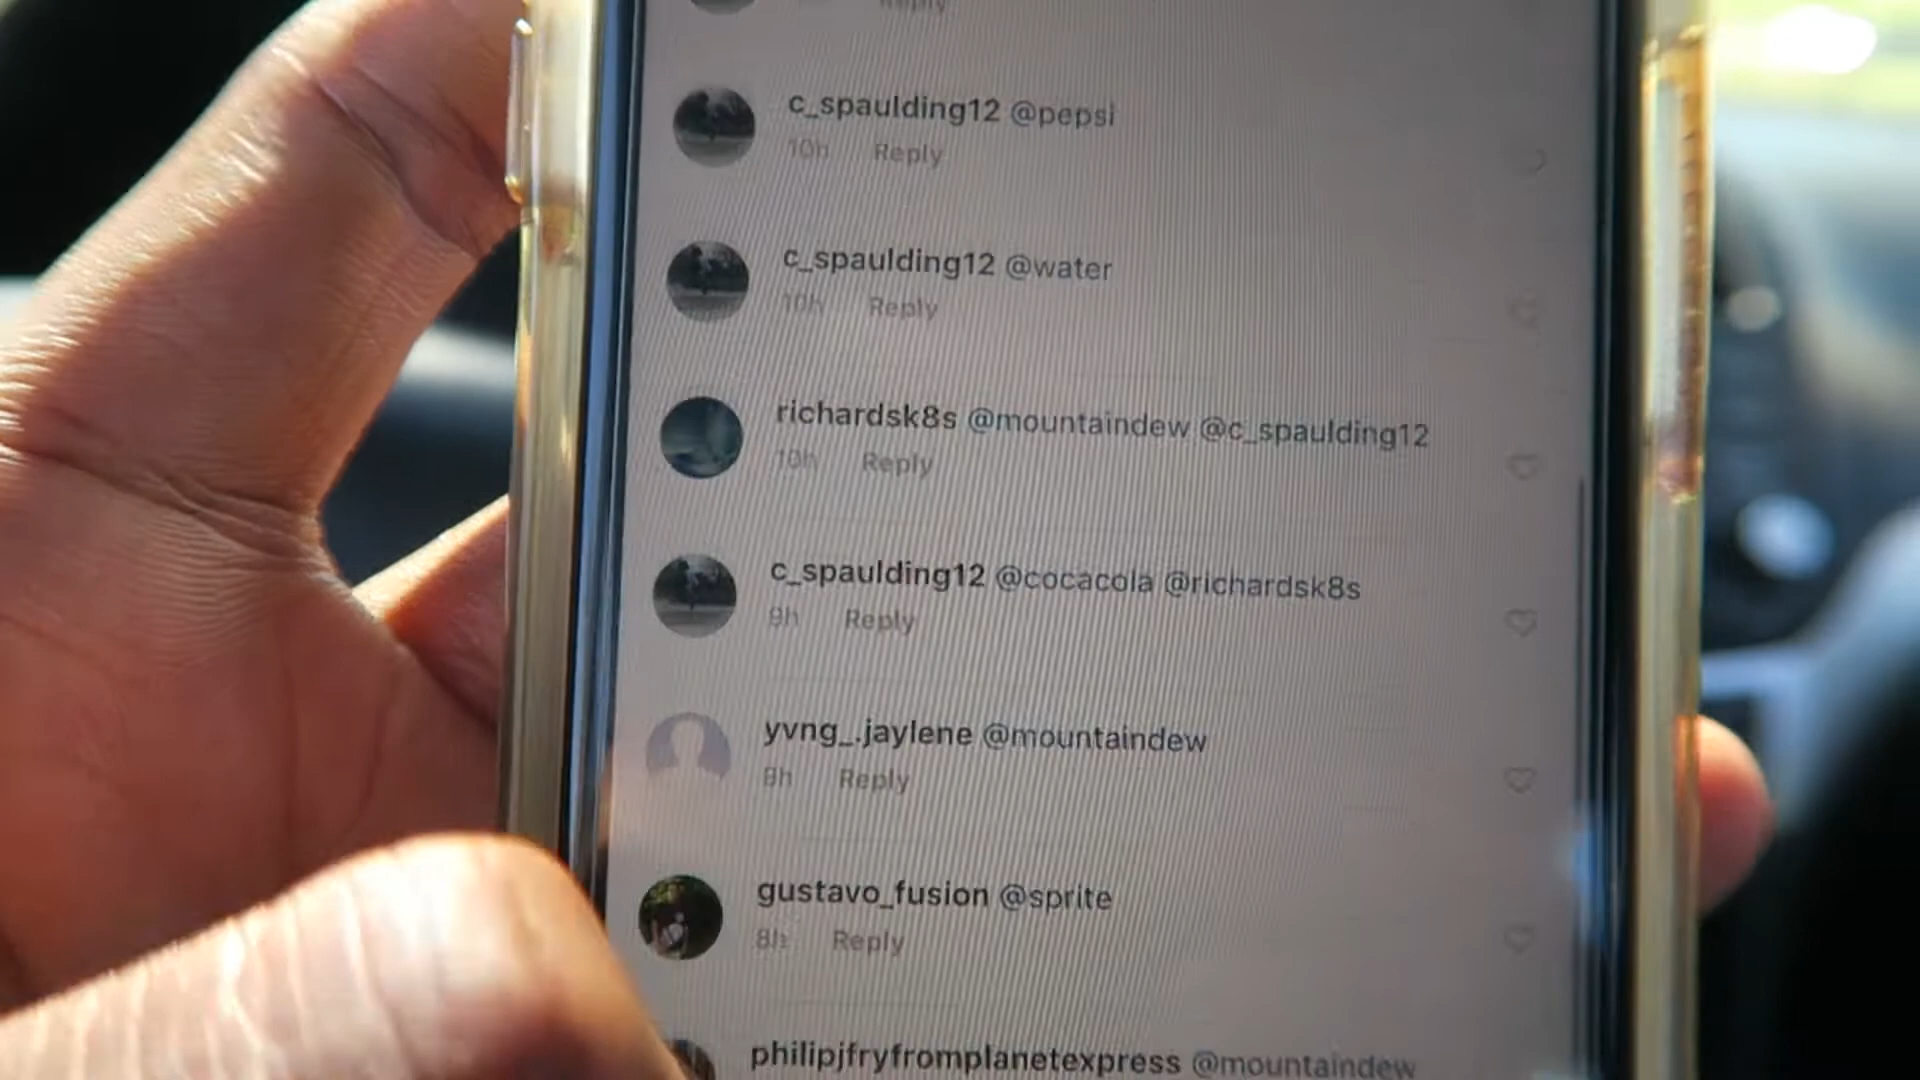 Reply
c_spaulding12 @pepsi
10h Reply
c_spaulding12 @water
10h Reply
richardsk8s @mountaindew @c_spaulding12
10h Reply
c_spaulding12 @cocacola @richardsk8s
9h Reply
yvng_.jaylene @mountaindew
8h Reply
gustavo_fusion @sprite
8h Reply
philipjfryfromplanetexpress @mountaindew